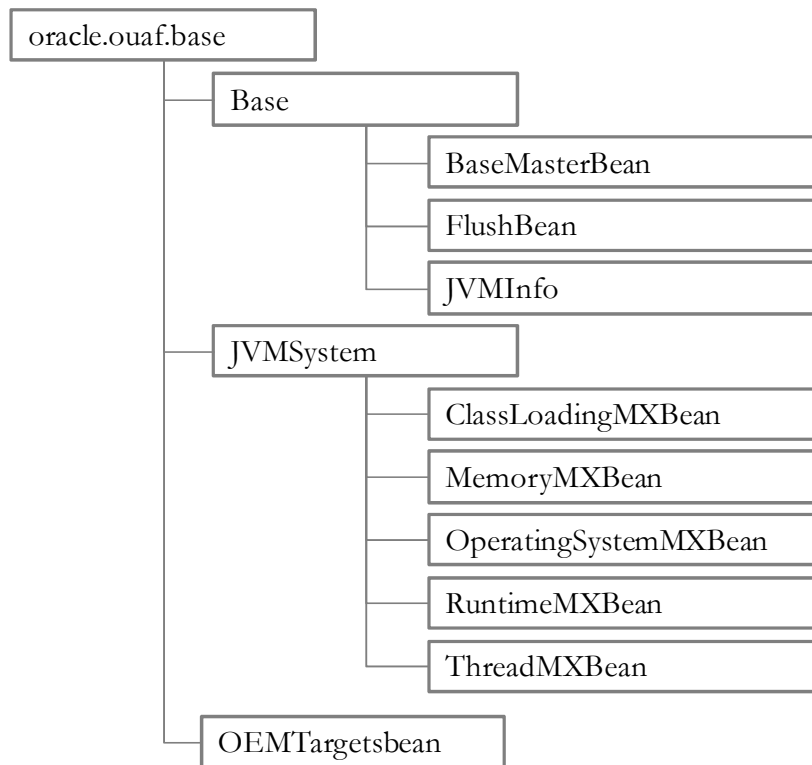 oracle.ouaf.base
Base
BaseMasterBean
FlushBean
JVMInfo
JVMSystem
ClassLoadingMXBean
MemoryMXBean
OperatingSystemMXBean
RuntimeMXBean
ThreadMXBean
OEMTargetsbean